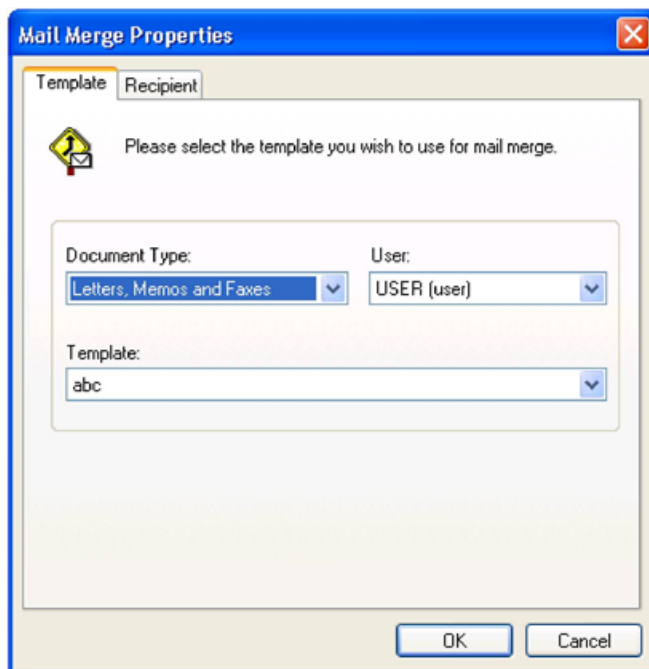 Mail Merge Properties
Template
Recipient
Please select the template you wish to use for mail merge.
Document Type:
User:
Letters, Memos and Faxes
USER (user)
Template:
abc
OK
Cancel